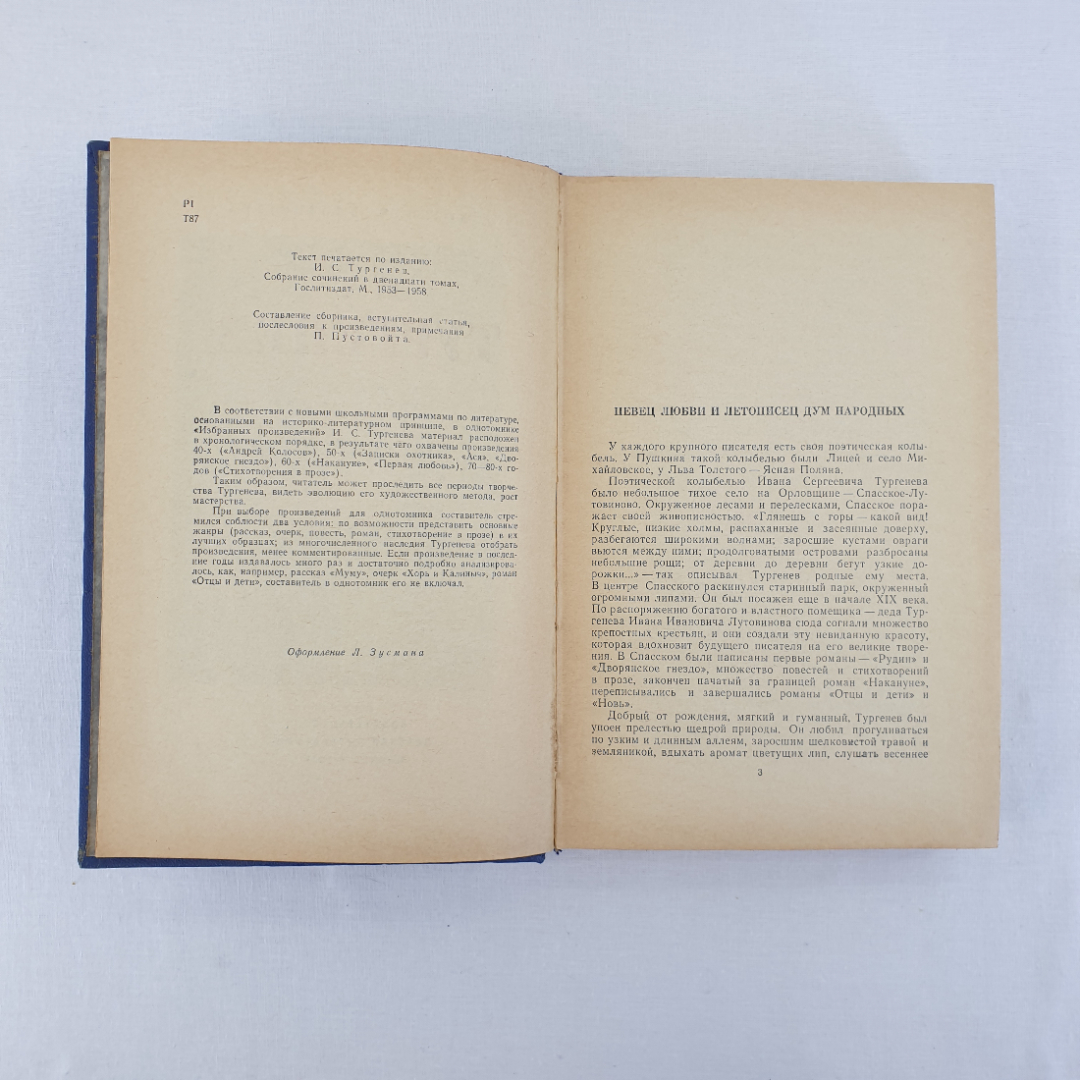 Р1
Т87
Текст печатается по изданию:
И. С. Тургенев,
Собрание сочинений в двенадцати томах,
Гослитиздат, М., 1953—1958
Составление сборника, вступительная статья,
послесловия к произведениям, примечания
П. Пустовойта.
В соответствии с новыми школьными программами по литературе,
основанными на историко-литературном принципе, в однотомнике
«Избранных произведений» И. С. Тургенева материал расположен
в хронологическом порядке, в результате чего охвачены произведения
40-х («Андрей Колосов»), 50-х («Записки охотника», «Ася», «Дво-
рянское гнездо»), 60-х («Накануне», «Первая любовь»), 70—80-х го-
дов («Стихотворения в прозе»).
Таким образом, читатель может проследить все периоды творче-
ства Тургенева, видеть эволюцию его художественного метода, рост
мастерства.
При выборе произведений для однотомника составитель стре-
мился соблюсти два условия: по возможности представить основные
жанры (рассказ, очерк, повесть, роман, стихотворение в прозе) в их
лучших образцах; из многочисленного наследия Тургенева отобрать
произведения, менее комментированные. Если произведение в послед-
ние годы издавалось много раз и достаточно подробно анализирова-
лось, как, например, рассказ «Муму», очерк «Хорь и Калиныч», роман
«Отцы и дети», составитель в однотомник его не включал.
Оформление Л. Зусмана
ПЕВЕЦ ЛЮБВИ И ЛЕТОПИСЕЦ ДУМ НАРОДНЫХ
У каждого крупного писателя есть своя поэтическая колы-
бель. У Пушкина такой колыбелью были Лицей и село Ми-
хайловское, у Льва Толстого — Ясная Поляна.
Поэтической колыбелью Ивана Сергеевича Тургенева
было небольшое тихое село на Орловщине — Спасское-Лу-
товиново. Окруженное лесами и перелесками, Спасское пора-
жает своей живописностью. «Глянешь с горы — какой вид!
Круглые, низкие холмы, распаханные и засеянные доверху,
разбегаются широкими волнами; заросшие кустами овраги
вьются между ними; продолговатыми островами разбросаны
небольшие рощи; от деревни до деревни бегут узкие до-
рожки...» — так описывал Тургенев родные ему места.
В центре Спасского раскинулся старинный парк, окруженный
огромными липами. Он был посажен еще в начале XIX века.
По распоряжению богатого и властного помещика — деда Тур-
генева Ивана Ивановича Лутовинова сюда согнали множество
крепостных крестьян, и они создали эту невиданную красоту,
которая вдохновит будущего писателя на его великие творе-
ния. В Спасском были написаны первые романы — «Рудин» и
«Дворянское гнездо», множество повестей и стихотворений
в прозе, закончен начатый за границей роман «Накануне»,
переписывались и завершались романы «Отцы и дети» и
«Новь».
Добрый от рождения, мягкий и гуманный, Тургенев был
упоен прелестью щедрой природы. Он любил прогуливаться
по узким и длинным аллеям, заросшим шелковистой травой и
земляникой, вдыхать аромат цветущих лип, слушать весеннее
3